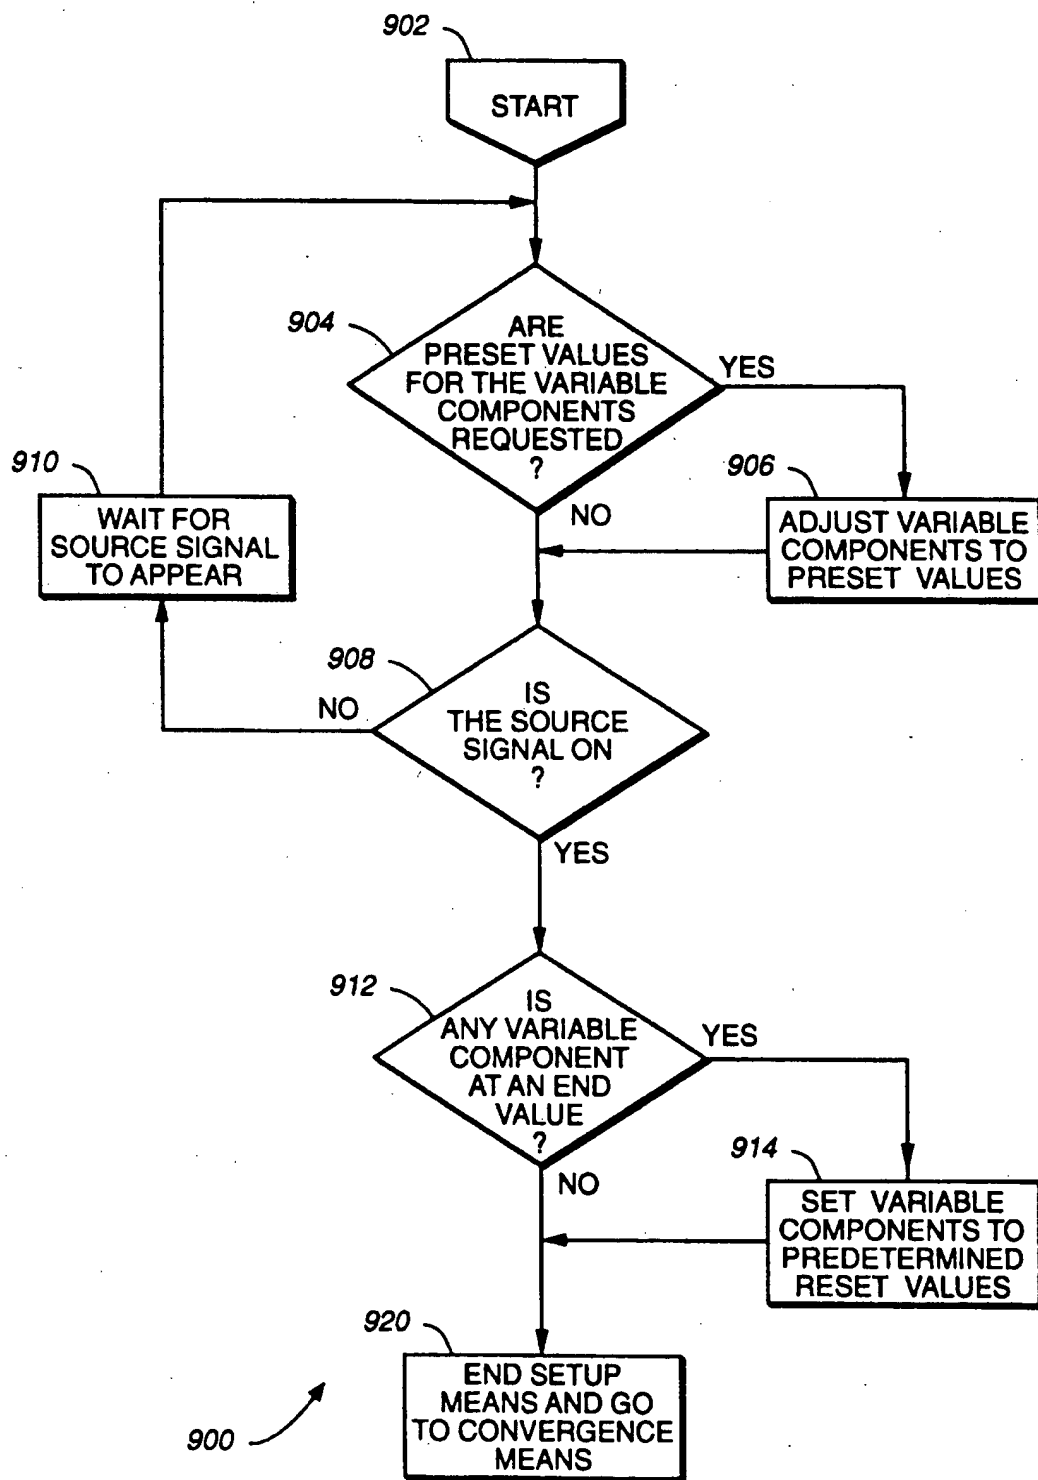 902
START
904
ARE
PRESET VALUES
FOR THE VARIABLE
COMPONENTS
REQUESTED
?
YES
NO
906
ADJUST VARIABLE
COMPONENTS TO
PRESET VALUES
910
WAIT FOR
SOURCE SIGNAL
TO APPEAR
908
IS
THE SOURCE
SIGNAL ON
?
NO
YES
912
IS
ANY VARIABLE
COMPONENT
AT AN END
VALUE
?
YES
NO
914
SET VARIABLE
COMPONENTS TO
PREDETERMINED
RESET VALUES
920
END SETUP
MEANS AND GO
TO CONVERGENCE
MEANS
900